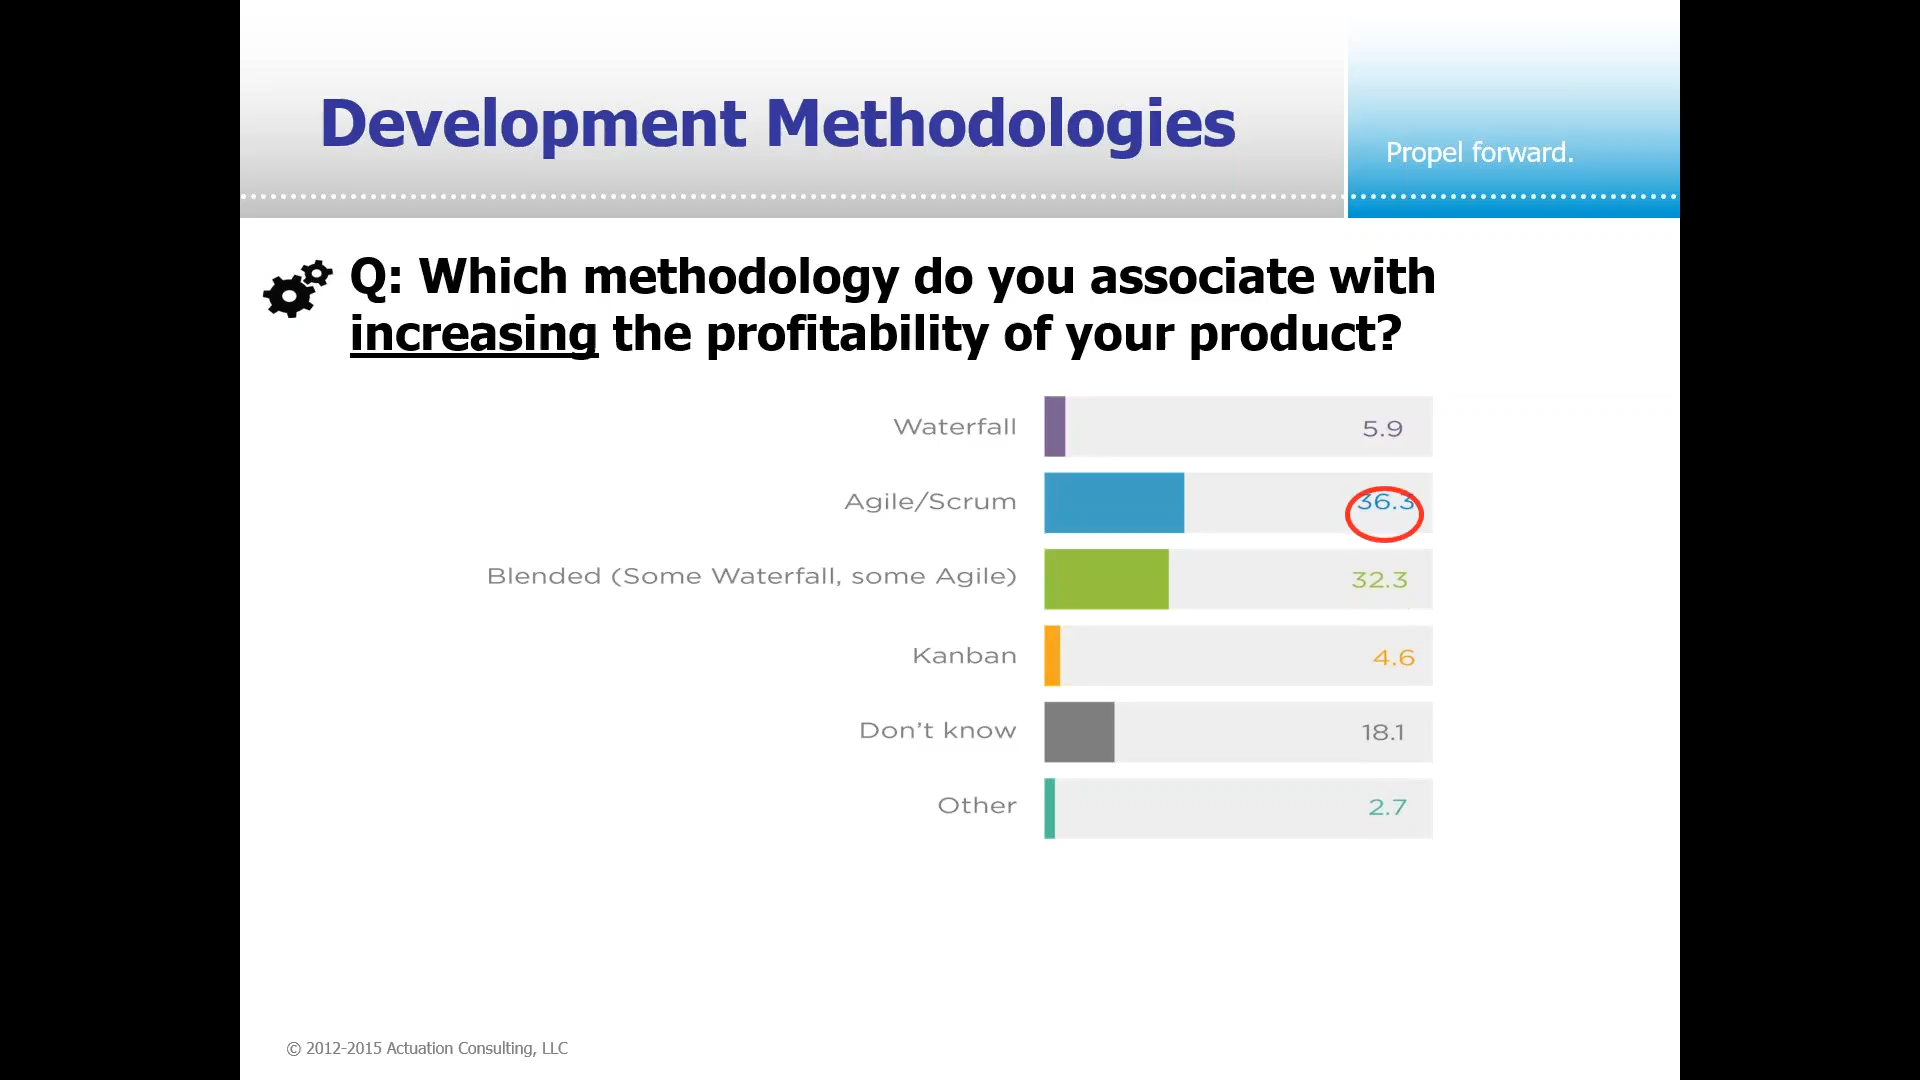 Development Methodologies
Propel forward.
Q: Which methodology do you associate with
increasing the profitability of your product?
Waterfall 5.9
Agile/Scrum 36.3
Blended (Some Waterfall, some Agile) 32.3
Kanban 4.6
Don’t know 18.1
Other 2.7
© 2012-2015 Actuation Consulting, LLC